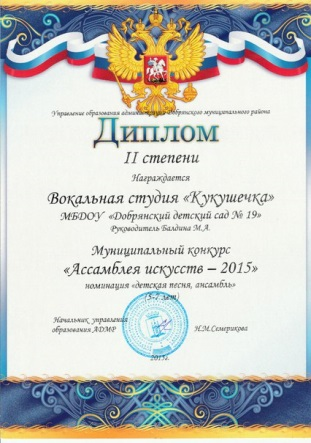 Управление образования администрации Добрянского муниципального района
Диплом
II степени
Награждается
Вокальная студия «Кукушечка»
МБДОУ «Добрянский детский сад № 19»
Руководитель Балдина М.А.
Муниципальный конкурс
«Ассамблея искусств – 2015»
номинация «детская песня, ансамбль»
(5-7 лет)
Начальник управления
образования АДМР
Н.М.Семерикова
2015г.